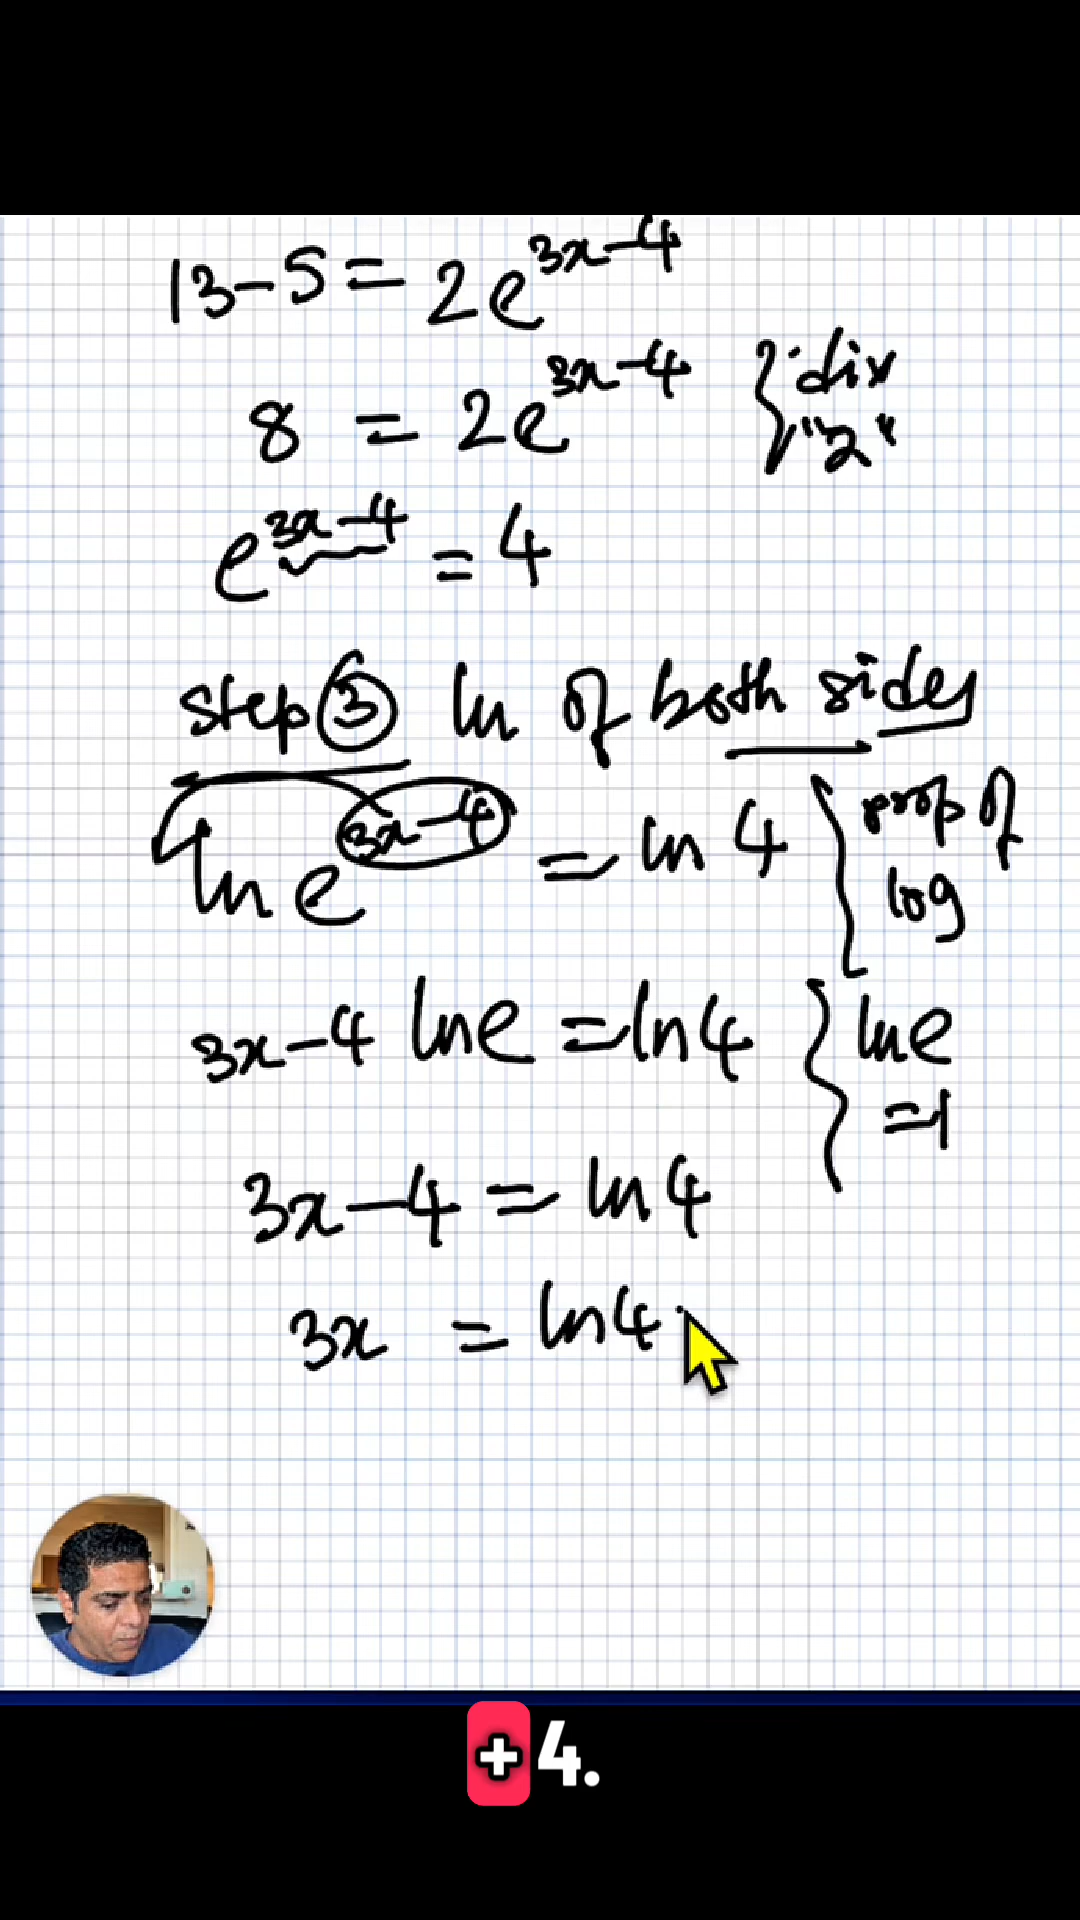 13-5=2e^{3x-4}
8 = 2e^{3x-4} } div "2"
e^{3x-4} = 4
step ③ ln of both sides
ln e^{3x-4} = ln 4 } prop of log
3x-4 ln e = ln 4 } ln e =1
3x-4 = ln 4
3x = ln 4
+ 4.